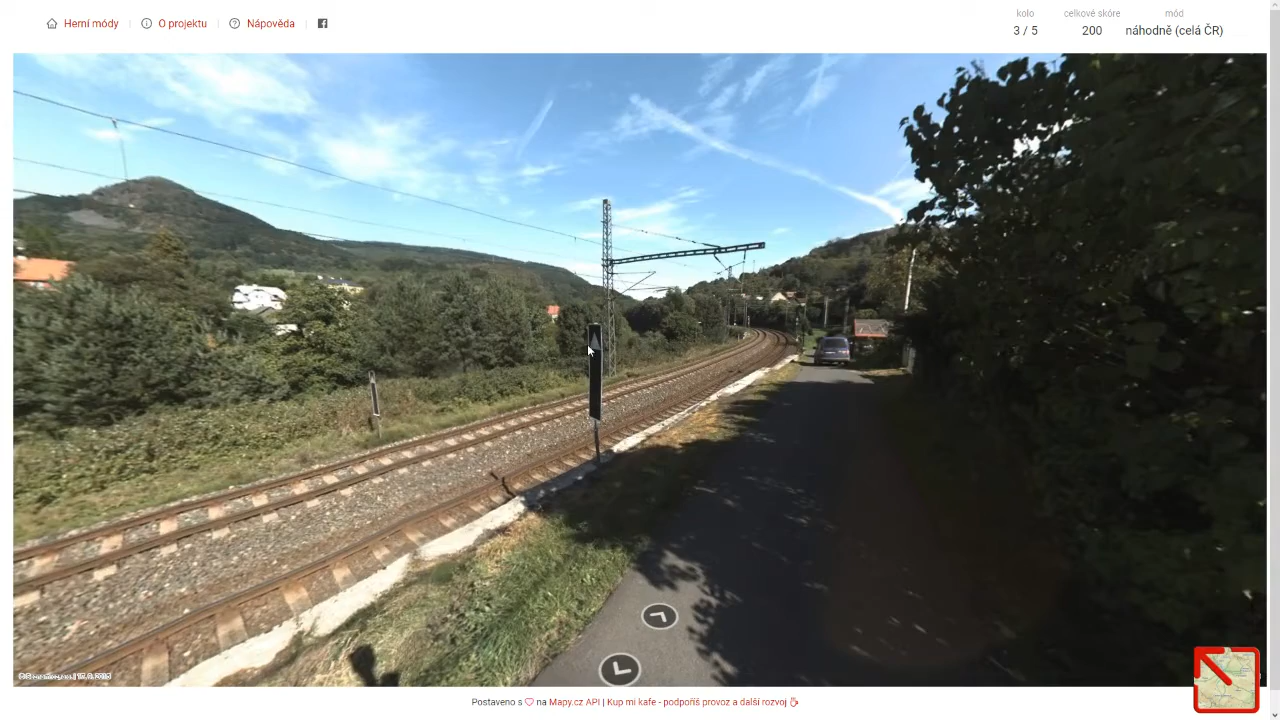 Herní módy
O projektu
Nápověda
kolo
3 / 5
celkové skóre
200
mód
náhodně (celá ČR)
Postaveno s na Mapy.cz API | Kup mi kafe - podpoříš provoz a další rozvoj